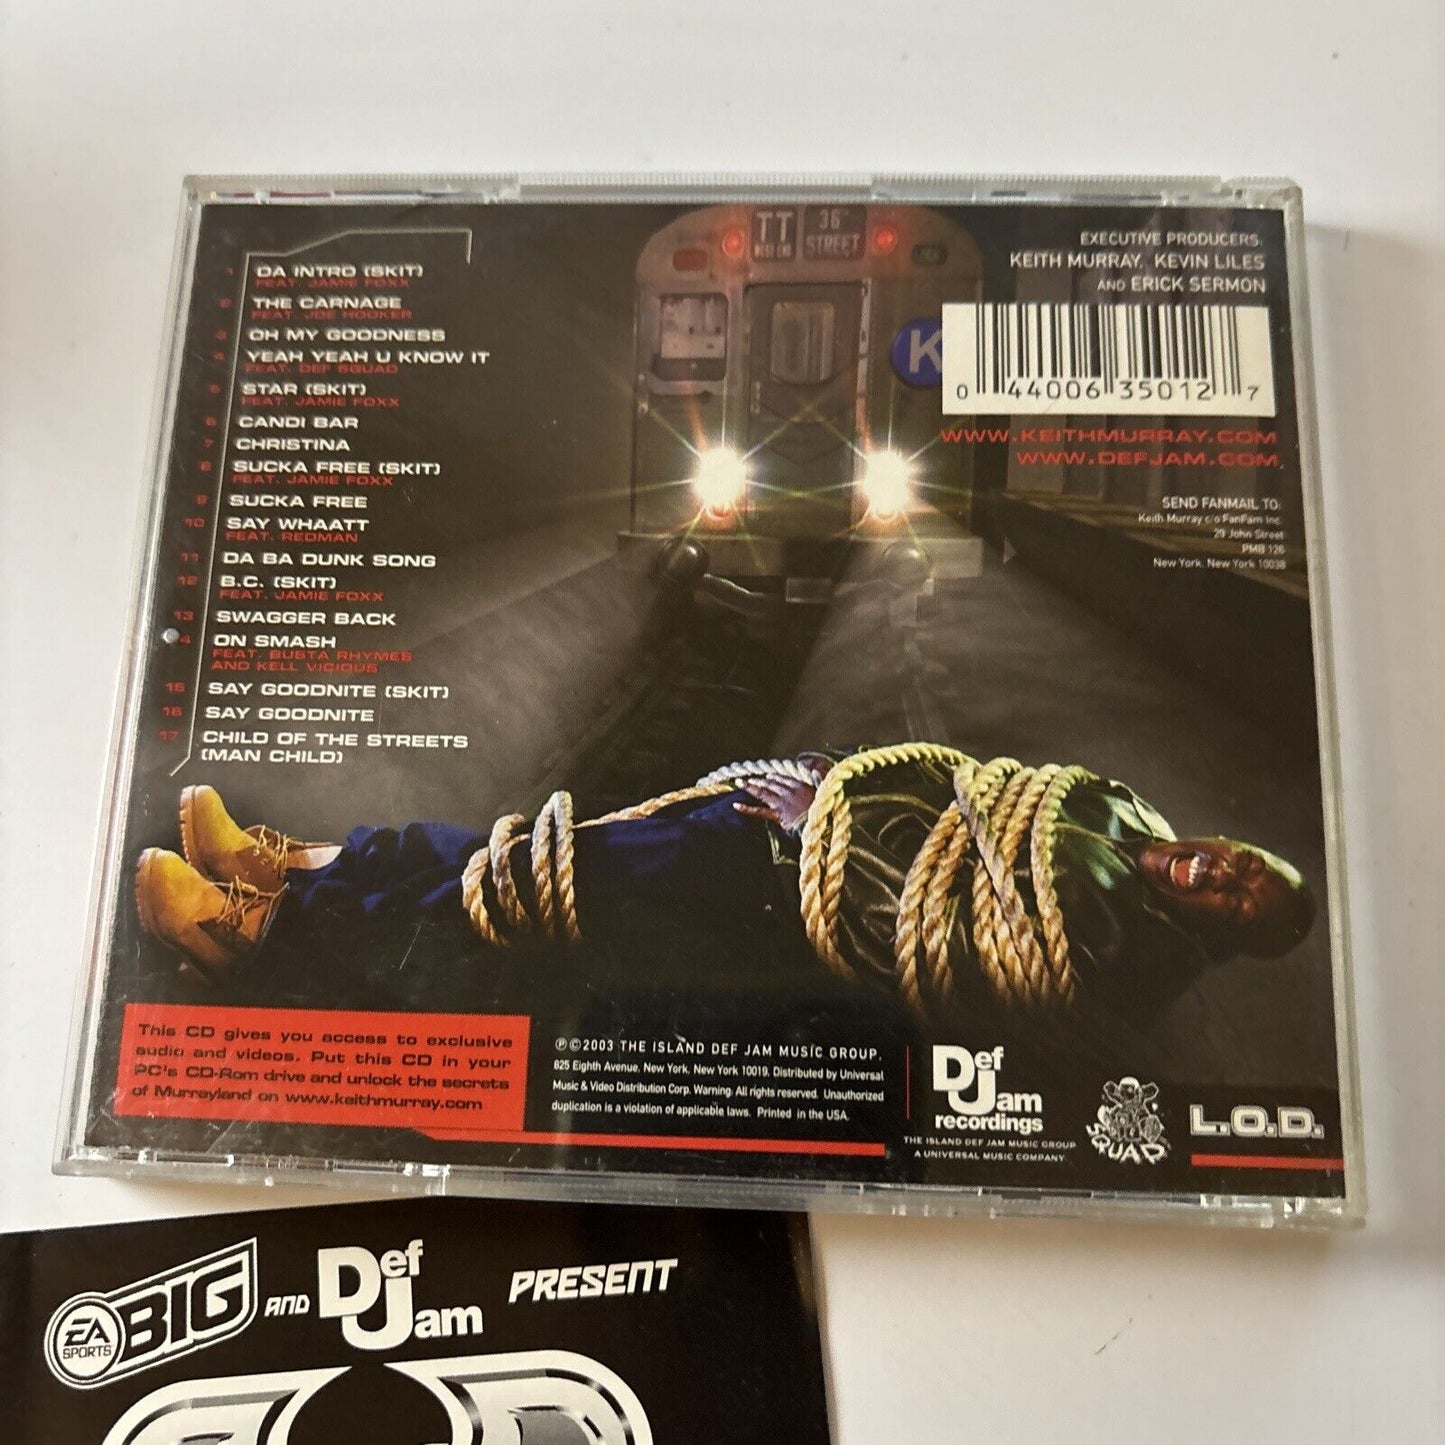 1 DA INTRO (SKIT)
FEAT. JAMIE FOXX
2 THE CARNAGE
FEAT. JOE HOOKER
3 OH MY GOODNESS
4 YEAH YEAH U KNOW IT
FEAT. DEF SQUAD
5 STAR (SKIT)
FEAT. JAMIE FOXX
6 CANDI BAR
7 CHRISTINA
8 SUCKA FREE (SKIT)
FEAT. JAMIE FOXX
9 SUCKA FREE
10 SAY WHAATT
FEAT. REDMAN
11 DA BA DUNK SONG
12 B.C. (SKIT)
FEAT. JAMIE FOXX
13 SWAGGER BACK
14 ON SMASH
FEAT. BUSTA RHYMES
AND KELL VICIOUS
15 SAY GOODNITE (SKIT)
16 SAY GOODNITE
17 CHILD OF THE STREETS
(MAN CHILD)
TT
WEST END
36TH
STREET
K
EXECUTIVE PRODUCERS.
KEITH MURRAY, KEVIN LILES
AND ERICK SERMON
0 44006 35012 7
WWW.KEITHMURRAY.COM
WWW.DEFJAM.COM.
SEND FANMAIL TO:
Keith Murray c/o FanFam Inc.
29 John Street
PMB 126
New York, New York 10038
This CD gives you access to exclusive
audio and videos. Put this CD in your
PC's CD-Rom drive and unlock the secrets
of Murrayland on www.keithmurray.com
℗©2003 THE ISLAND DEF JAM MUSIC GROUP.
825 Eighth Avenue, New York, New York 10019. Distributed by Universal
Music & Video Distribution Corp. Warning: All rights reserved. Unauthorized
duplication is a violation of applicable laws. Printed in the USA.
Def
Jam
recordings
THE ISLAND DEF JAM MUSIC GROUP
A UNIVERSAL MUSIC COMPANY
SQUAD
L.O.D.
EA
SPORTS
BIG AND Def Jam PRESENT